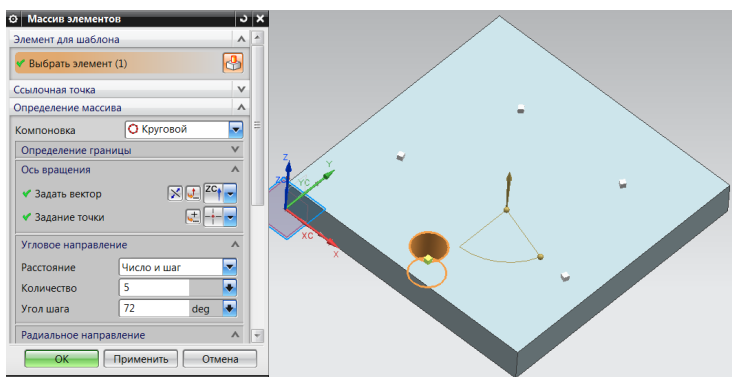 Массив элементов
Элемент для шаблона
Выбрать элемент (1)
Ссылочная точка
Определение массива
Компоновка Круговой
Определение границы
Ось вращения
Задать вектор ZC
Задание точки
Угловое направление
Расстояние Число и шаг
Количество 5
Угол шага 72 deg
Радиальное направление
OK Применить Отмена
Z
ZC
YC Y
XC
X